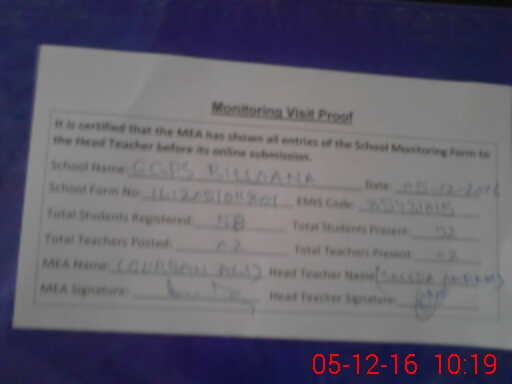 Monitoring Visit Proof
It is certified that the MEA has shown all entries of the School Monitoring Form to
the Head Teacher before its online submission.
School Name: GGPS Date: 05-12-2016
School Form No: EMIS Code:
Total Students Registered: 58 Total Students Present: 52
Total Teachers Posted: 02 Total Teachers Present: 02
MEA Name: Head Teacher Name
MEA Signature: Head Teacher Signature:
05-12-16 10:19